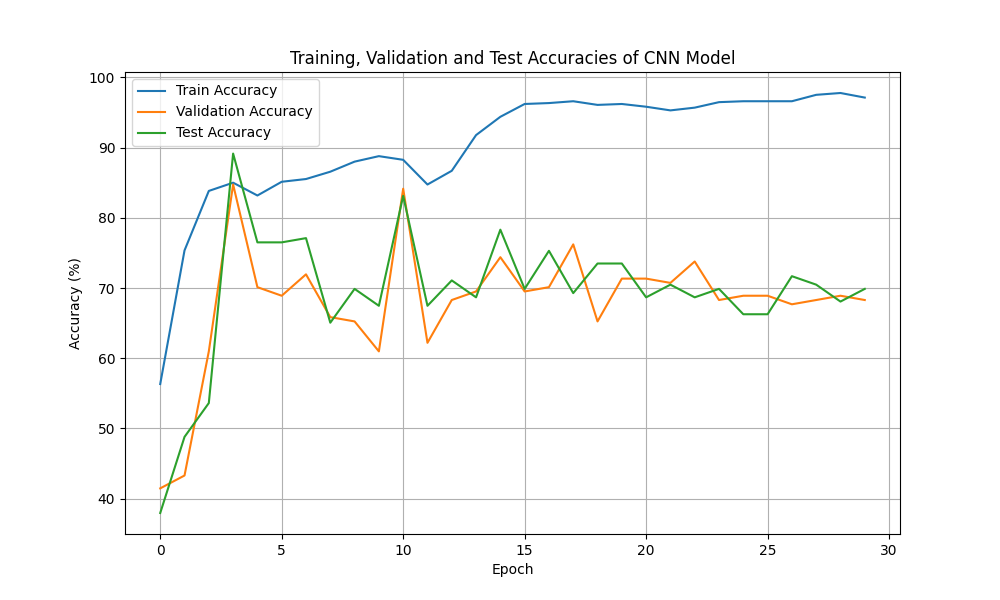 Training, Validation and Test Accuracies of CNN Model
Train Accuracy
Validation Accuracy
Test Accuracy
Accuracy (%)
100
90
80
70
60
50
40
0 5 10 15 20 25 30
Epoch